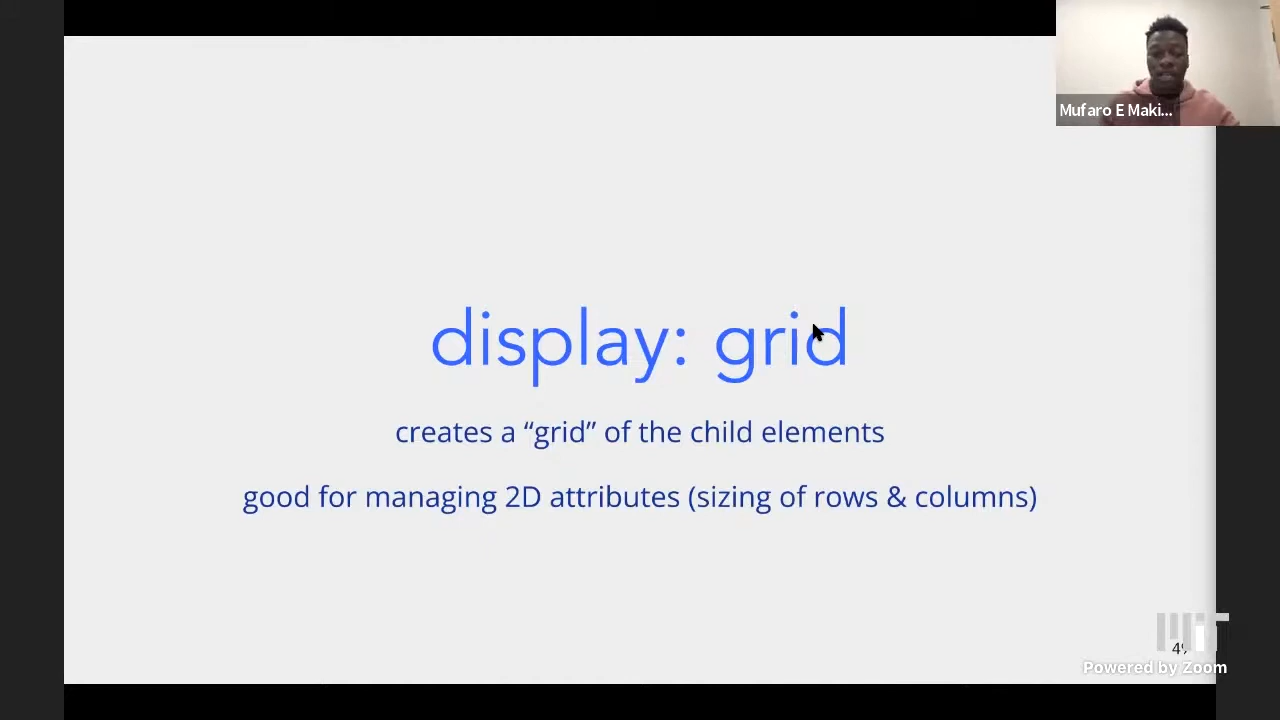 Mufaro E Maki...
display: grid
creates a “grid” of the child elements
good for managing 2D attributes (sizing of rows & columns)
MIT
Powered by Zoom